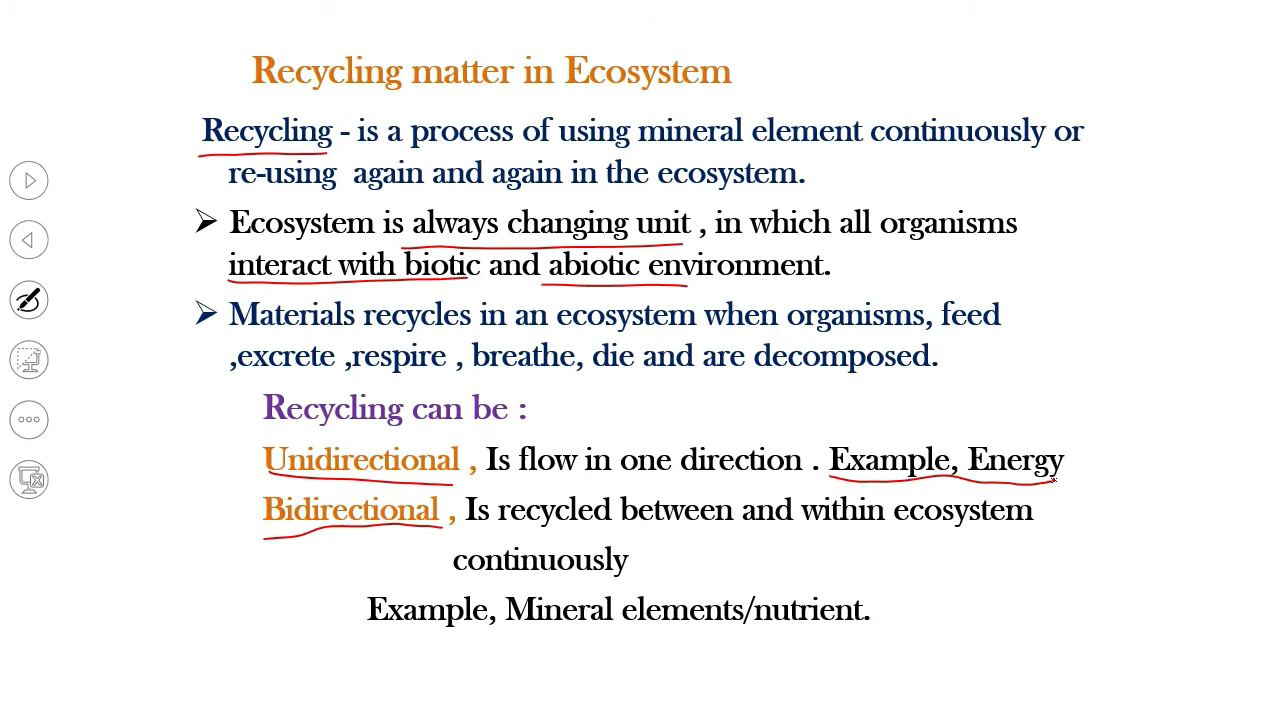 Recycling matter in Ecosystem
Recycling - is a process of using mineral element continuously or
re-using again and again in the ecosystem.
➢ Ecosystem is always changing unit , in which all organisms
interact with biotic and abiotic environment.
➢ Materials recycles in an ecosystem when organisms, feed
,excrete ,respire , breathe, die and are decomposed.
Recycling can be :
Unidirectional , Is flow in one direction . Example, Energy
Bidirectional , Is recycled between and within ecosystem
continuously
Example, Mineral elements/nutrient.